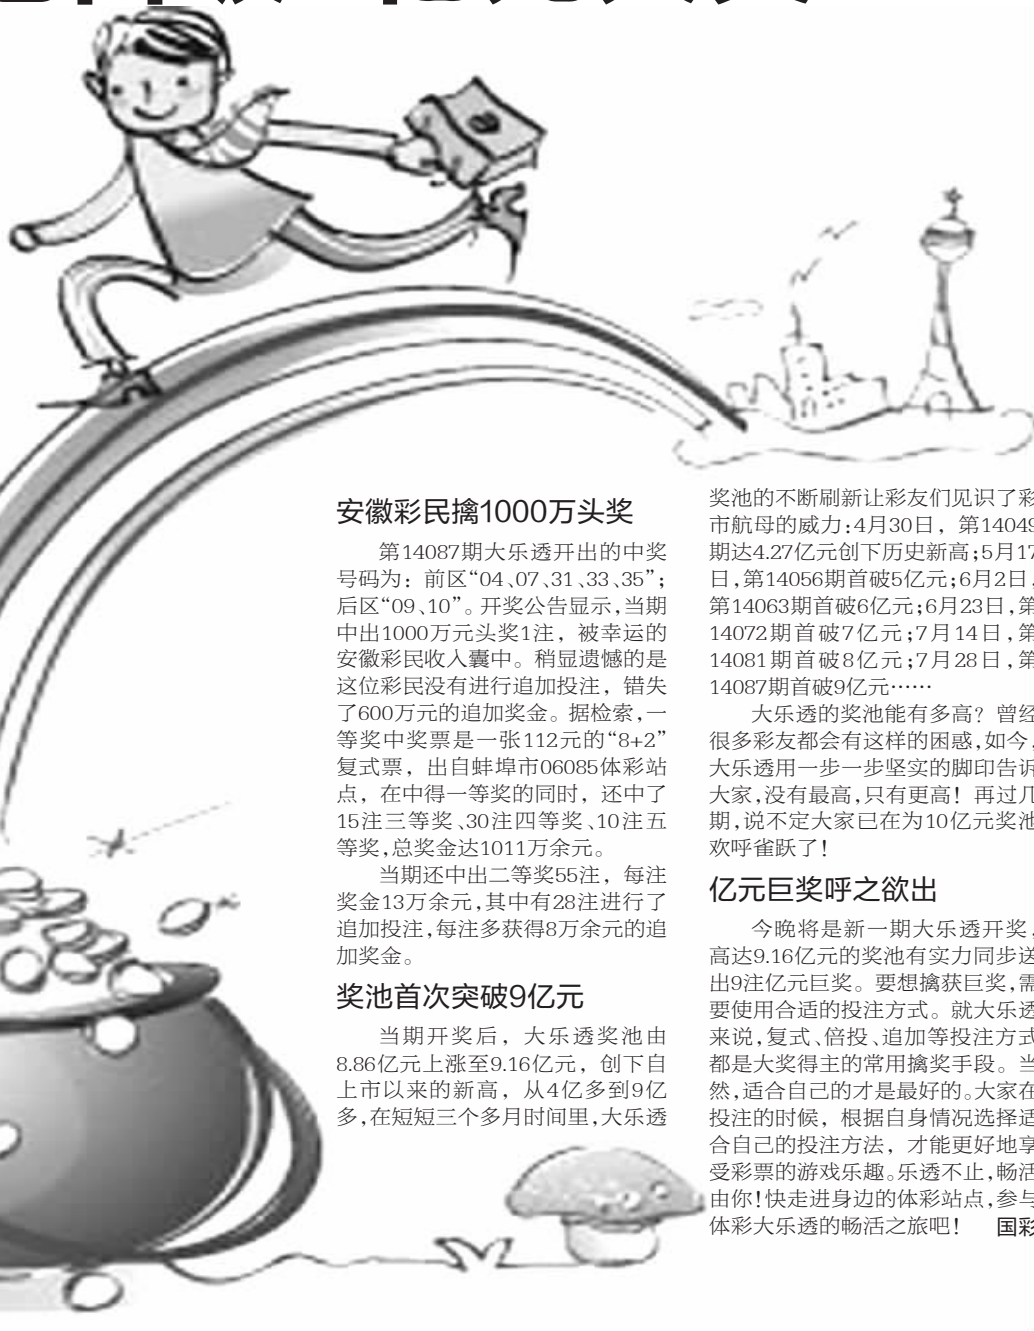 安徽彩民擒1000万头奖
第14087期大乐透开出的中奖
号码为：前区“04、07、31、33、35”；
后区“09、10”。开奖公告显示，当期
中出1000万元头奖1注，被幸运的
安徽彩民收入囊中。稍显遗憾的是
这位彩民没有进行追加投注，错失
了600万元的追加奖金。据检索，一
等奖中奖票是一张112元的“8+2”
复式票，出自蚌埠市06085体彩站
点，在中得一等奖的同时，还中了
15注三等奖、30注四等奖、10注五
等奖，总奖金达1011万余元。
当期还中出二等奖55注，每注
奖金13万余元，其中有28注进行了
追加投注，每注多获得8万余元的追
加奖金。
奖池首次突破9亿元
当期开奖后，大乐透奖池由
8.86亿元上涨至9.16亿元，创下自
上市以来的新高，从4亿多到9亿
多，在短短三个多月时间里，大乐透
奖池的不断刷新让彩友们见识了彩
市航母的威力：4月30日，第14049
期达4.27亿元创下历史新高；5月17
日，第14056期首破5亿元；6月2日，
第14063期首破6亿元；6月23日，第
14072期首破7亿元；7月14日，第
14081期首破8亿元；7月28日，第
14087期首破9亿元……
大乐透的奖池能有多高？曾经
很多彩友都会有这样的困惑，如今，
大乐透用一步一步坚实的脚印告诉
大家，没有最高，只有更高！再过几
期，说不定大家已在为10亿元奖池
欢呼雀跃了！
亿元巨奖呼之欲出
今晚将是新一期大乐透开奖，
高达9.16亿元的奖池有实力同步送
出9注亿元巨奖。要想擒获巨奖，需
要使用合适的投注方式。就大乐透
来说，复式、倍投、追加等投注方式
都是大奖得主的常用擒奖手段。当
然，适合自己的才是最好的。大家在
投注的时候，根据自身情况选择适
合自己的投注方法，才能更好地享
受彩票的游戏乐趣。乐透不止，畅活
由你！快走进身边的体彩站点，参与
体彩大乐透的畅活之旅吧！ 国彩